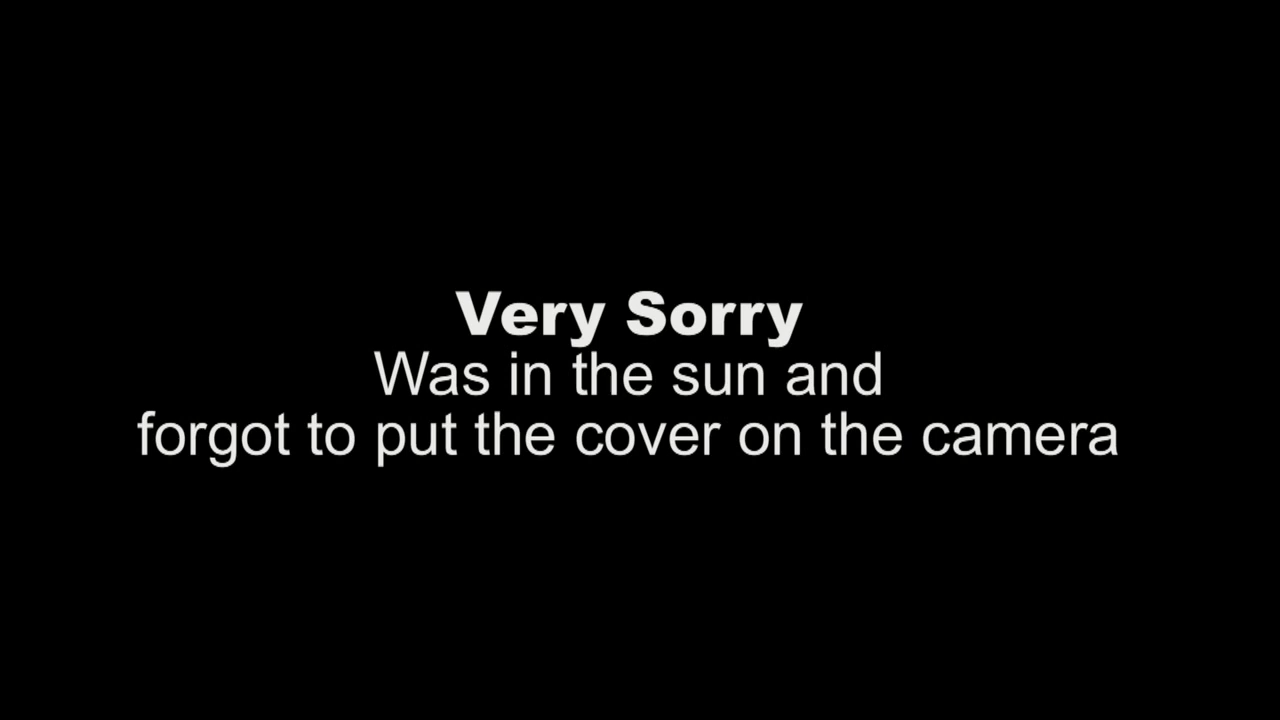 Very Sorry
Was in the sun and
forgot to put the cover on the camera